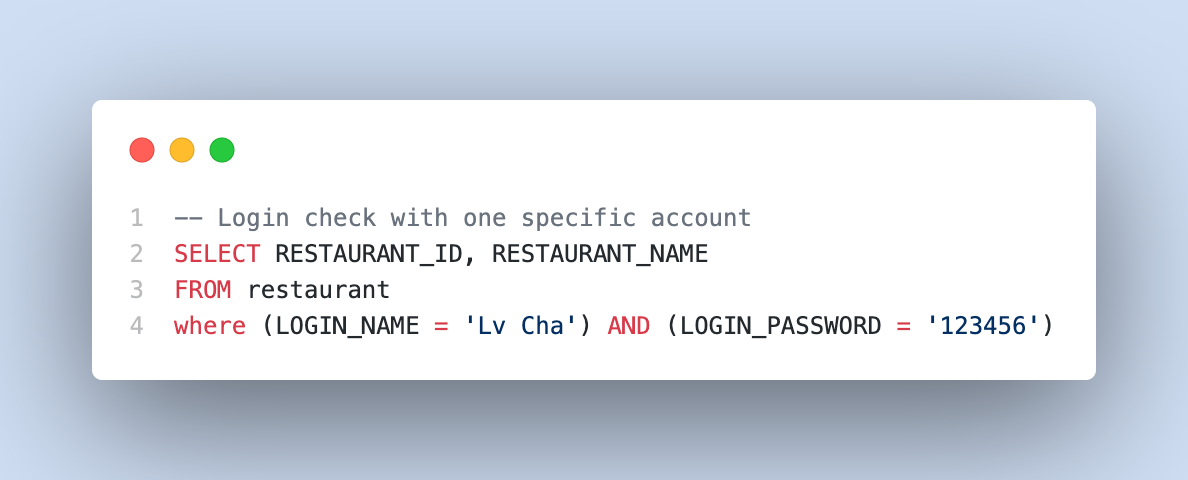 1 -- Login check with one specific account
2 SELECT RESTAURANT_ID, RESTAURANT_NAME
3 FROM restaurant
4 where (LOGIN_NAME = 'Lv Cha') AND (LOGIN_PASSWORD = '123456')